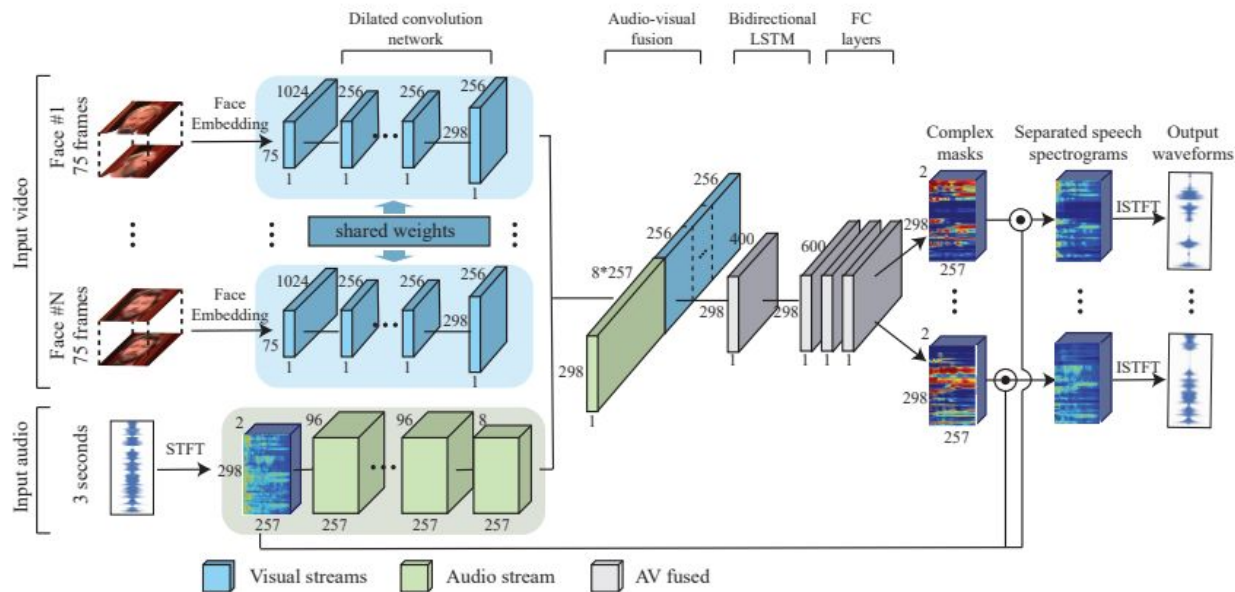 Dilated convolution
network
Audio-visual
fusion
Bidirectional
LSTM
FC
layers
Input video
Face #1
75 frames
Face
Embedding
1024
256
256
256
75
298
1
1
1
1
shared weights
Face #N
75 frames
Face
Embedding
1024
256
256
256
75
298
1
1
1
1
Input audio
3 seconds
STFT
2
96
96
8
298
257
257
257
257
8*257
256
256
298
1
400
298
1
600
298
1
1
1
Complex
masks
Separated speech
spectrograms
Output
waveforms
2
298
257
ISTFT
2
298
257
ISTFT
Visual streams
Audio stream
AV fused